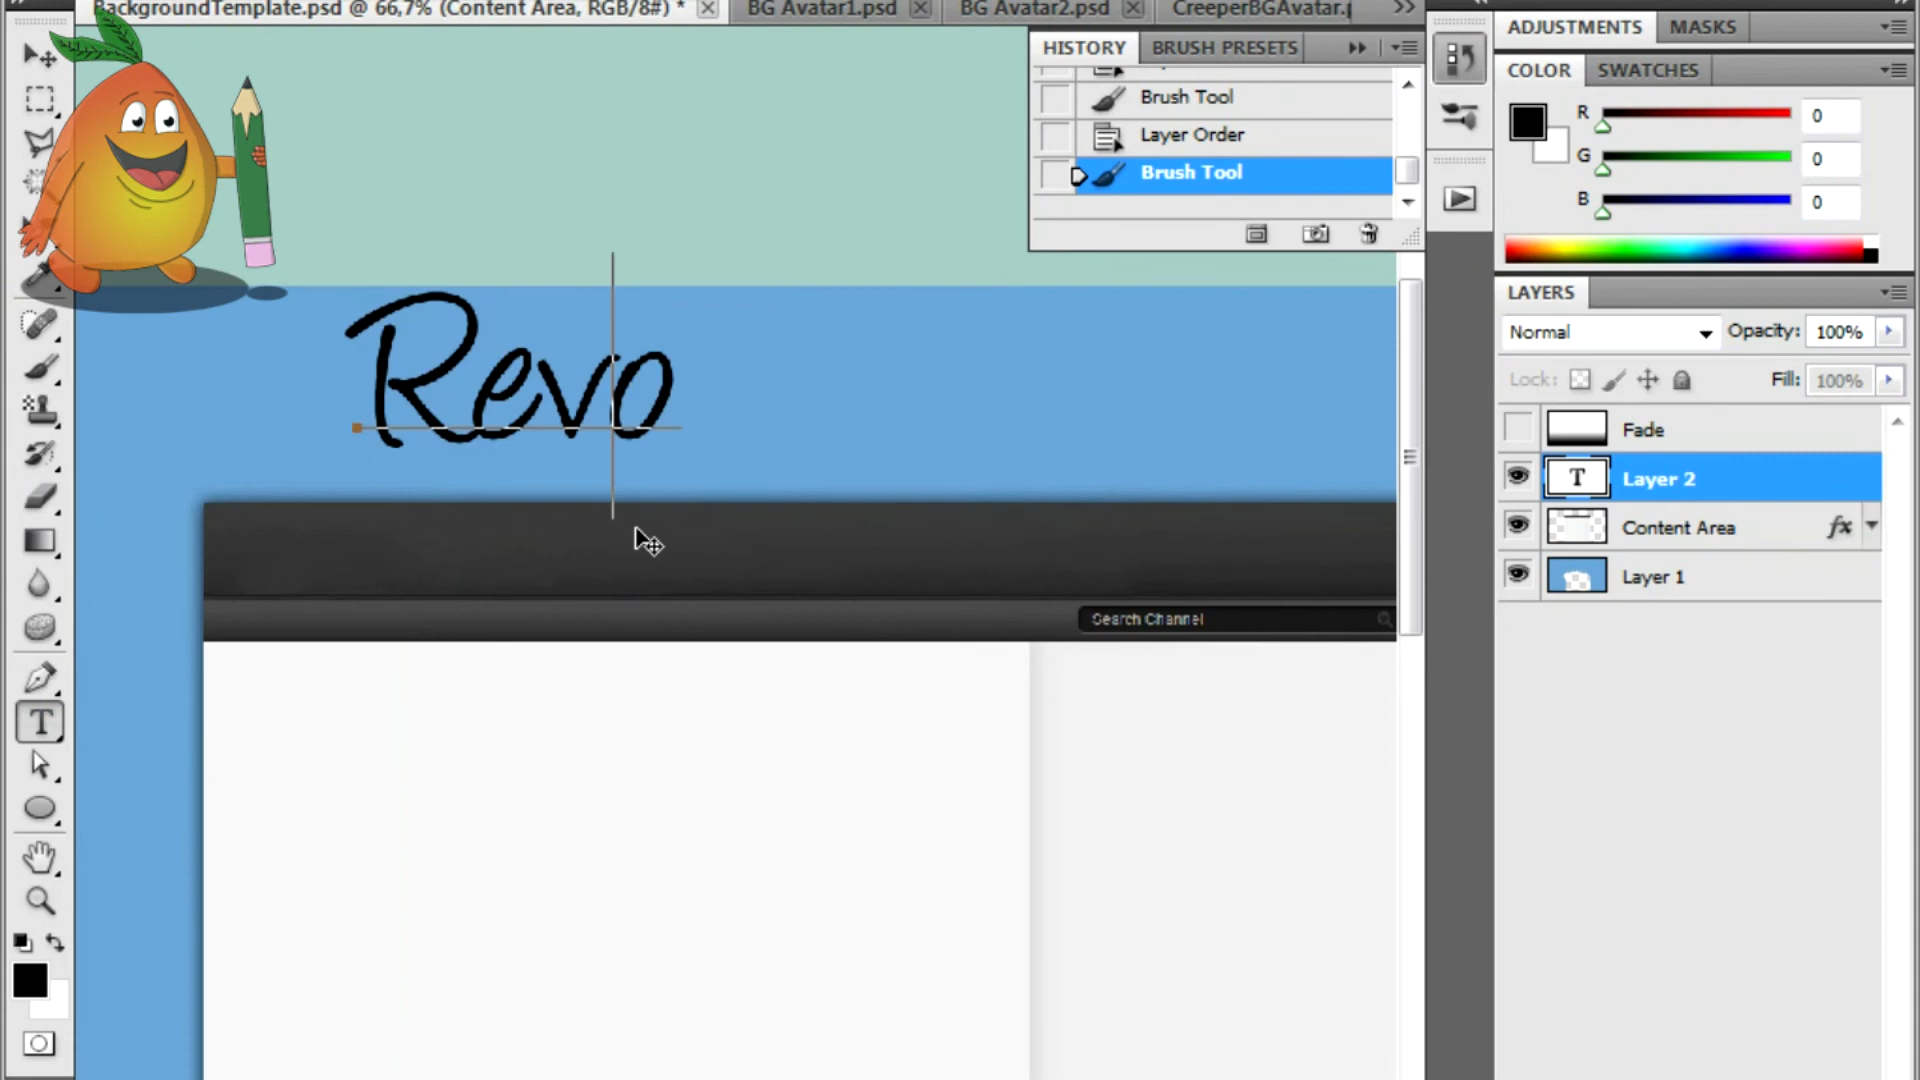 BackgroundTemplate.psd @ 66,7% (Content Area, RGB/8#) *
BG Avatar1.psd
BG Avatar2.psd
CreeperBGAvatar.
HISTORY
BRUSH PRESETS
Brush Tool
Layer Order
Brush Tool
ADJUSTMENTS
MASKS
COLOR
SWATCHES
R
0
G
0
B
0
LAYERS
Normal
Opacity: 100%
Lock:
Fill: 100%
Fade
T
Layer 2
Content Area
fx
Layer 1
Revo
Search Channel
T